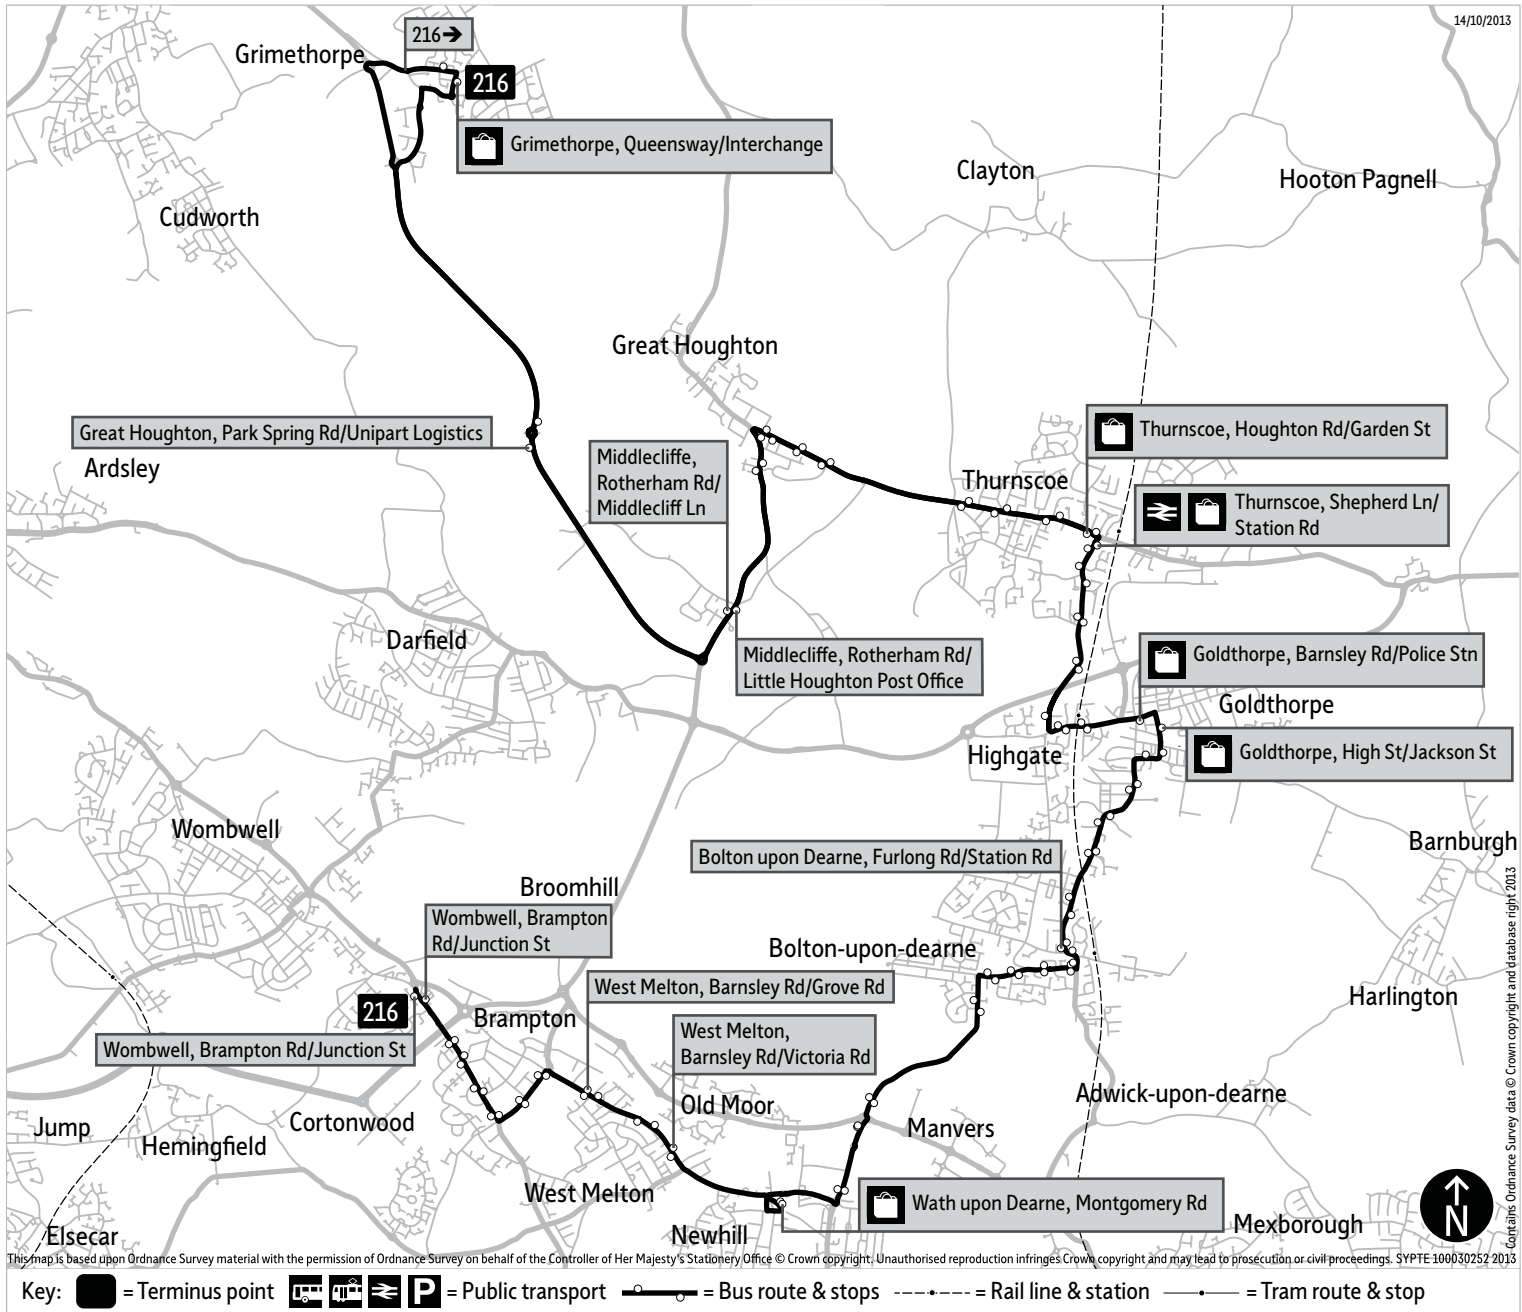 14/10/2013
216➔
Grimethorpe
216
Grimethorpe, Queensway/Interchange
Clayton
Hooton Pagnell
Cudworth
Great Houghton
Great Houghton, Park Spring Rd/Unipart Logistics
Ardsley
Middlecliffe,
Rotherham Rd/
Middlecliff Ln
Thurnscoe, Houghton Rd/Garden St
Thurnscoe
Thurnscoe, Shepherd Ln/
Station Rd
Darfield
Middlecliffe, Rotherham Rd/
Little Houghton Post Office
Goldthorpe, Barnsley Rd/Police Stn
Goldthorpe
Highgate
Goldthorpe, High St/Jackson St
Wombwell
Barnburgh
Bolton upon Dearne, Furlong Rd/Station Rd
Broomhill
Wombwell, Brampton
Rd/Junction St
Bolton-upon-dearne
West Melton, Barnsley Rd/Grove Rd
Harlington
216
Brampton
West Melton,
Barnsley Rd/Victoria Rd
Wombwell, Brampton Rd/Junction St
Adwick-upon-dearne
Old Moor
Cortonwood
Manvers
Jump
Hemingfield
West Melton
Wath upon Dearne, Montgomery Rd
Newhill
Mexborough
Elsecar
N
Contains Ordnance Survey data © Crown copyright and database right 2013
This map is based upon Ordnance Survey material with the permission of Ordnance Survey on behalf of the Controller of Her Majesty's Stationery Office © Crown copyright. Unauthorised reproduction infringes Crown copyright and may lead to prosecution or civil proceedings. SYPTE 100030252 2013
Key: = Terminus point P = Public transport = Bus route & stops = Rail line & station = Tram route & stop